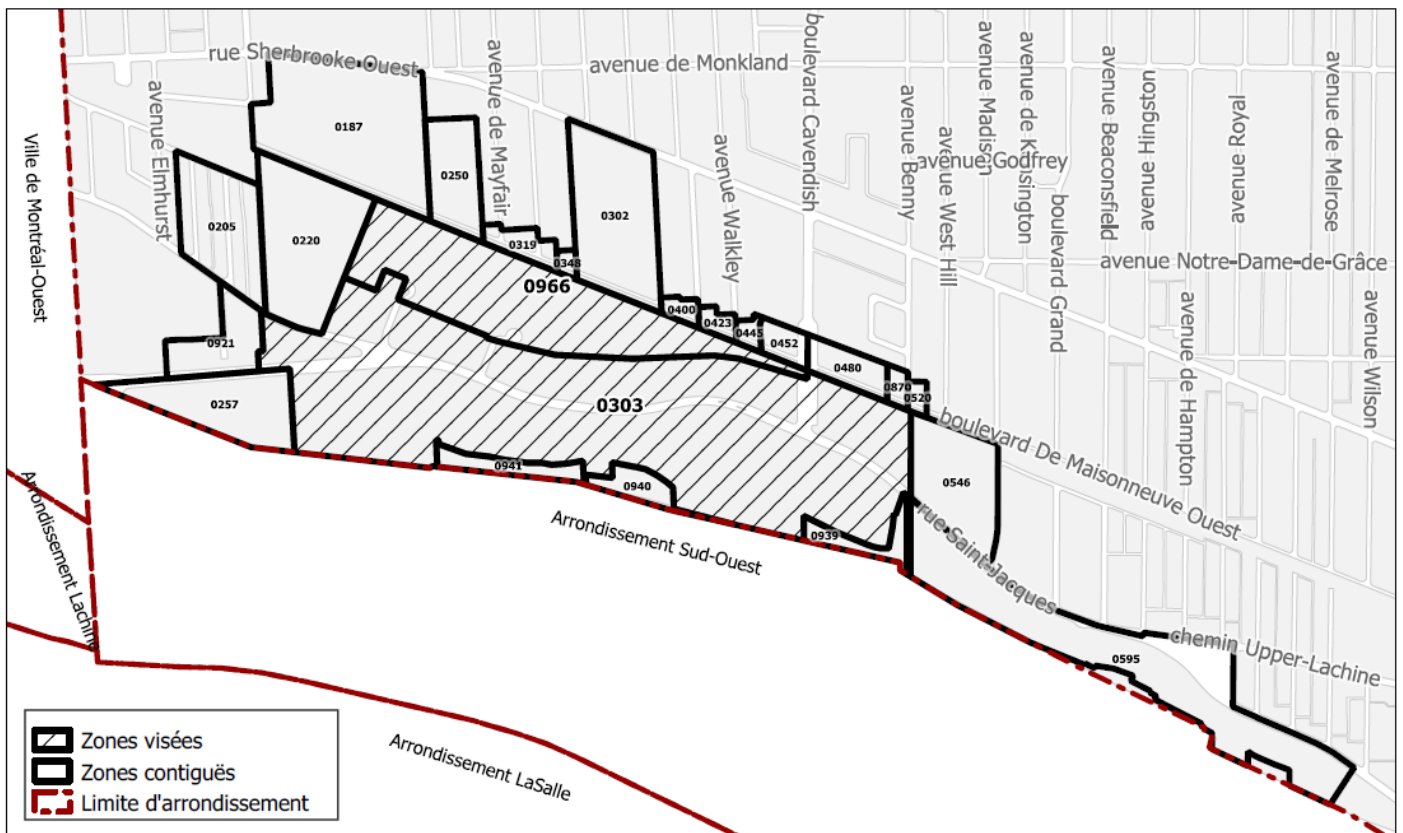 rue Sherbrooke Ouest
avenue de Mayfair
avenue de Monkland
boulevard Cavendish
avenue Madison
avenue de Kensington
avenue Beaconsfield
avenue Hingston
avenue Royal
avenue de Melrose
avenue Elmhurst
avenue Walkley
avenue Benny
avenue West Hill
avenue Godfrey
boulevard Grand
avenue Notre-Dame-de-Grâce
avenue de Hampton
avenue Wilson
Ville de Montréal-Ouest
0187
0250
0302
0205
0220
0319
0348
0966
0400
0423
0445
0452
0480
0870
0520
0921
0257
0303
boulevard De Maisonneuve Ouest
0941
0940
0939
0546
rue Saint-Jacques
Arrondissement Lachine
Arrondissement Sud-Ouest
0595
chemin Upper-Lachine
Arrondissement LaSalle
Zones visées
Zones contiguës
Limite d'arrondissement